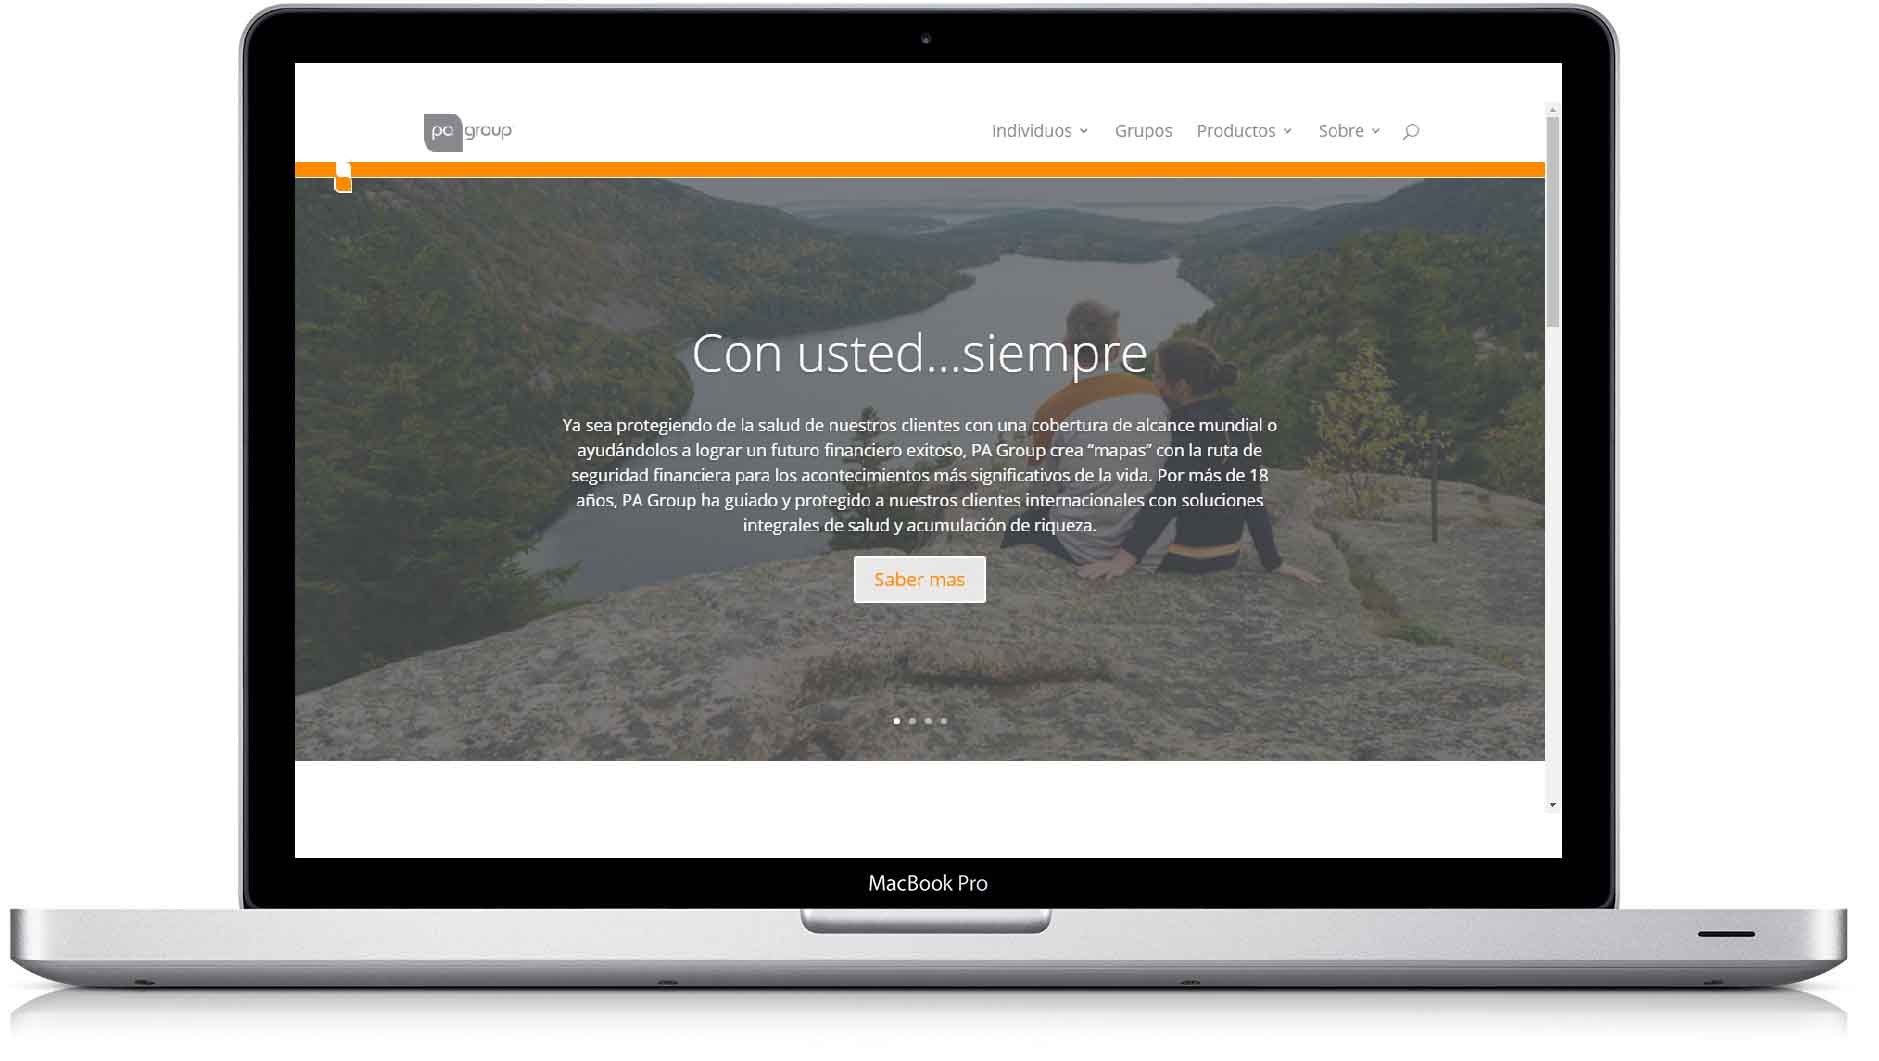 pa group
Individuos Grupos Productos Sobre
Con usted...siempre
Ya sea protegiendo de la salud de nuestros clientes con una cobertura de alcance mundial o
ayudándolos a lograr un futuro financiero exitoso, PA Group crea “mapas” con la ruta de
seguridad financiera para los acontecimientos más significativos de la vida. Por más de 18
años, PA Group ha guiado y protegido a nuestros clientes internacionales con soluciones
integrales de salud y acumulación de riqueza.
Saber mas
MacBook Pro